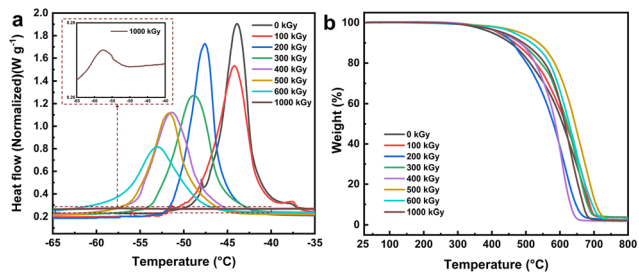 a
Heat flow (Normalized)(W g⁻¹)
2.0
1.8
1.6
1.4
1.2
1.0
0.8
0.6
0.4
0.2
-65 -60 -55 -50 -45 -40 -35
Temperature (°C)
1000 kGy
0 kGy
100 kGy
200 kGy
300 kGy
400 kGy
500 kGy
600 kGy
1000 kGy
b
Weight (%)
100
80
60
40
20
0
25 100 200 300 400 500 600 700 800
Temperature (°C)
0 kGy
100 kGy
200 kGy
300 kGy
400 kGy
500 kGy
600 kGy
1000 kGy